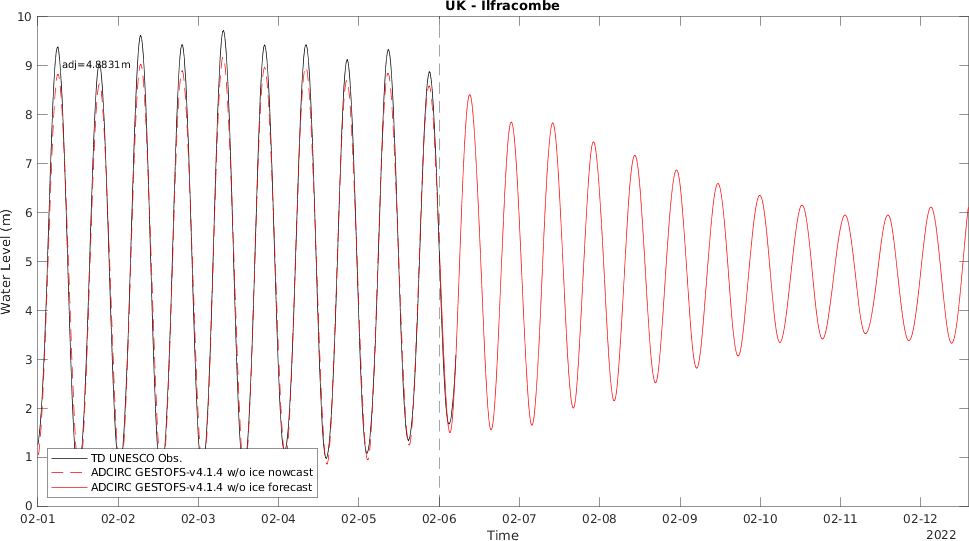 UK - Ilfracombe
10
9
8
7
6
5
4
3
2
1
0
Water Level (m)
adj=4.8831m
TD UNESCO Obs.
ADCIRC GESTOFS-v4.1.4 w/o ice nowcast
ADCIRC GESTOFS-v4.1.4 w/o ice forecast
02-01 02-02 02-03 02-04 02-05 02-06 02-07 02-08 02-09 02-10 02-11 02-12
Time
2022